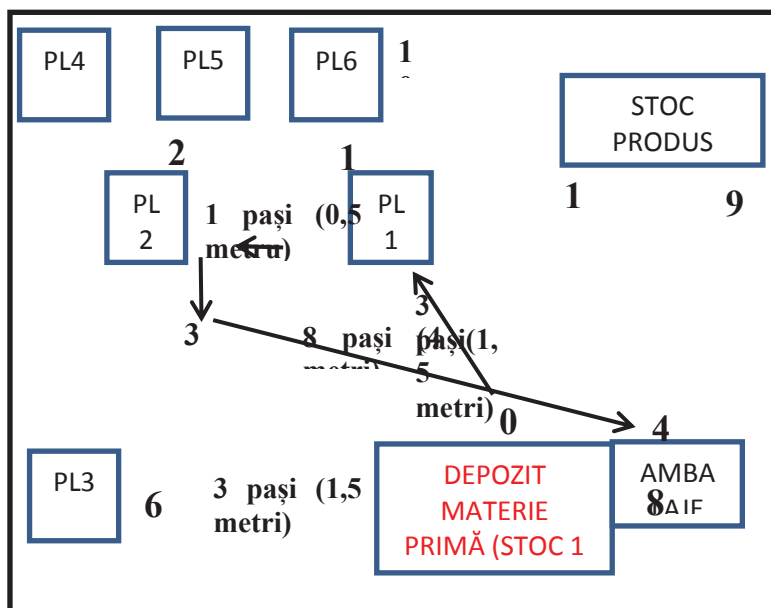 PL4
PL5
PL6
1
STOC
PRODUS
2
1
1
9
PL
2
1 pași (0,5
metru)
PL
1
3
3
pași(1,
5
metri)
8 pași (4
metri)
0
4
PL3
6
3 pași (1,5
metri)
DEPOZIT
MATERIE
PRIMĂ (STOC 1
AMBA
8